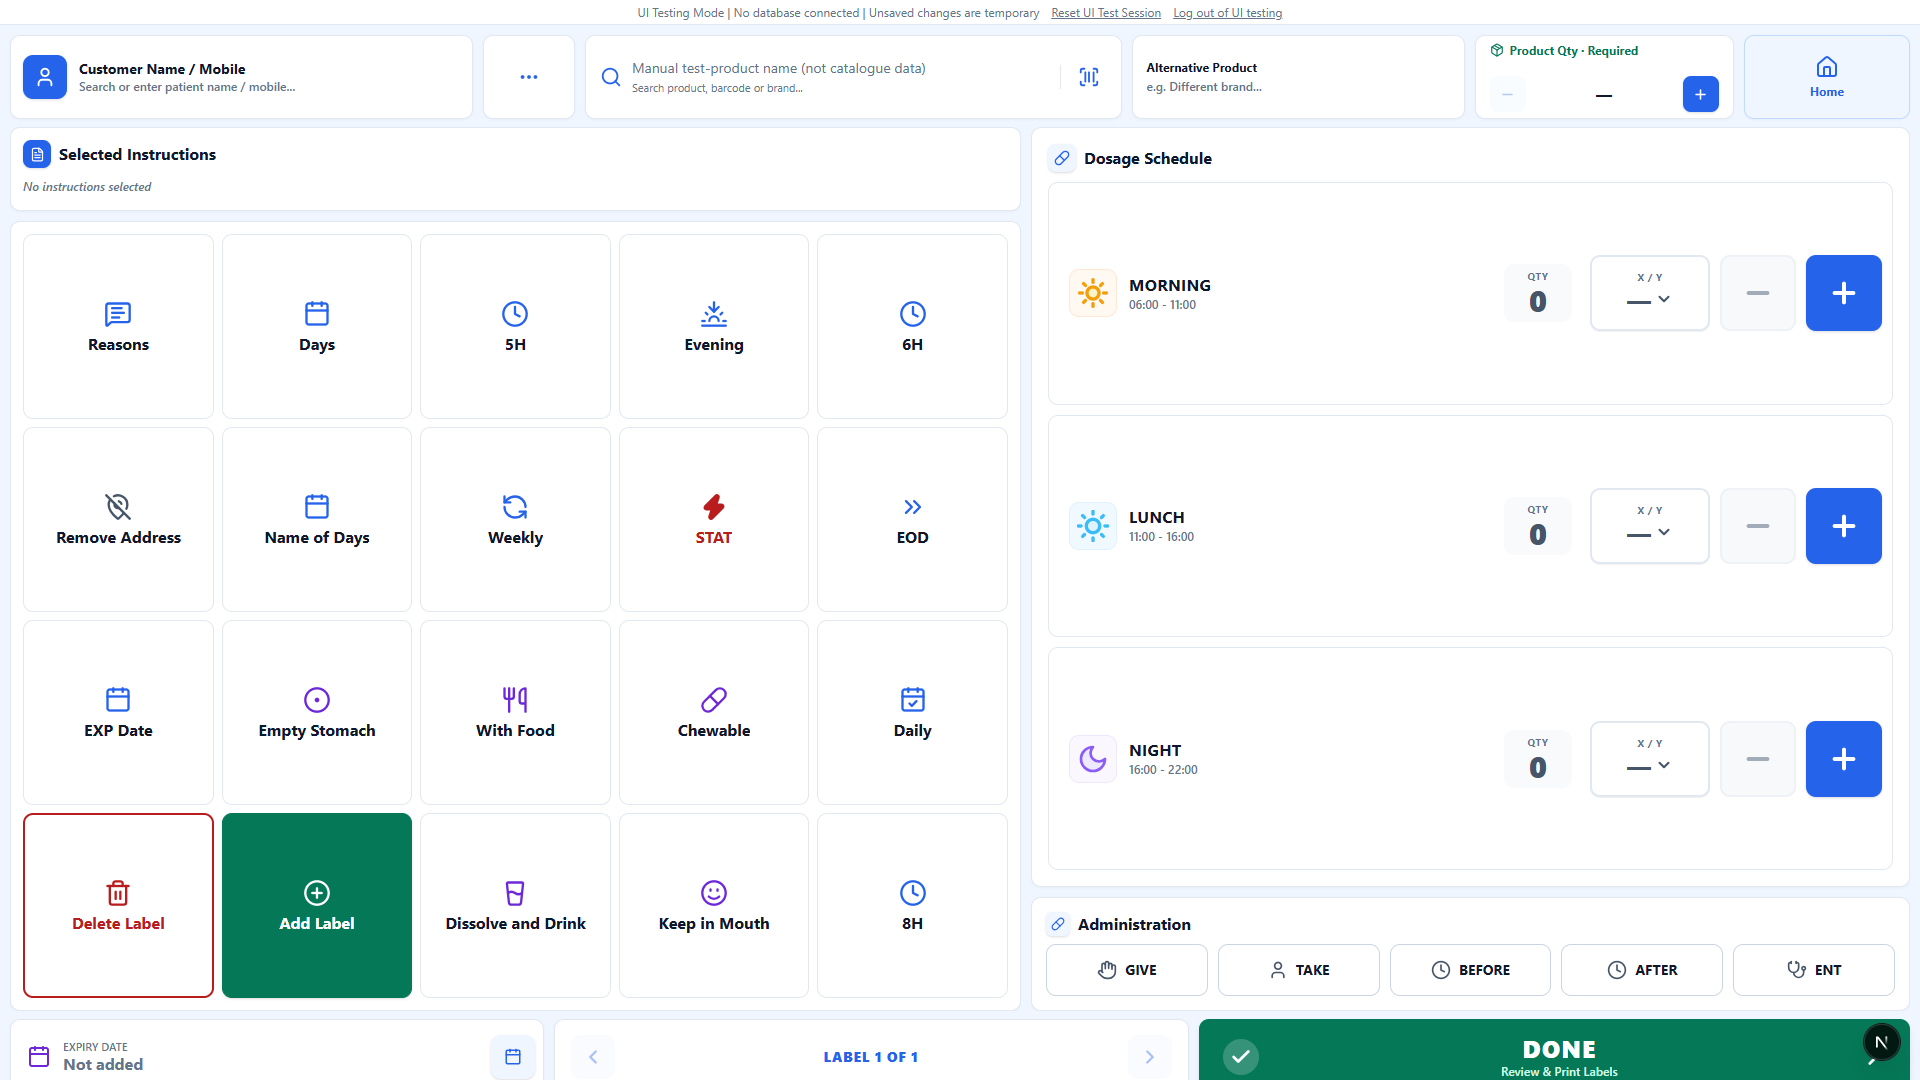 UI Testing Mode | No database connected | Unsaved changes are temporary Reset UI Test Session Log out of UI testing
Customer Name / Mobile
Search or enter patient name / mobile...
Manual test-product name (not catalogue data)
Search product, barcode or brand...
Alternative Product
e.g. Different brand...
Product Qty · Required
—
Home
Selected Instructions
No instructions selected
Reasons
Days
5H
Evening
6H
Remove Address
Name of Days
Weekly
STAT
EOD
EXP Date
Empty Stomach
With Food
Chewable
Daily
Delete Label
Add Label
Dissolve and Drink
Keep in Mouth
8H
Dosage Schedule
MORNING
06:00 - 11:00
QTY
0
X / Y
—
LUNCH
11:00 - 16:00
QTY
0
X / Y
—
NIGHT
16:00 - 22:00
QTY
0
X / Y
—
Administration
GIVE
TAKE
BEFORE
AFTER
ENT
EXPIRY DATE
Not added
LABEL 1 OF 1
DONE
Review & Print Labels
N